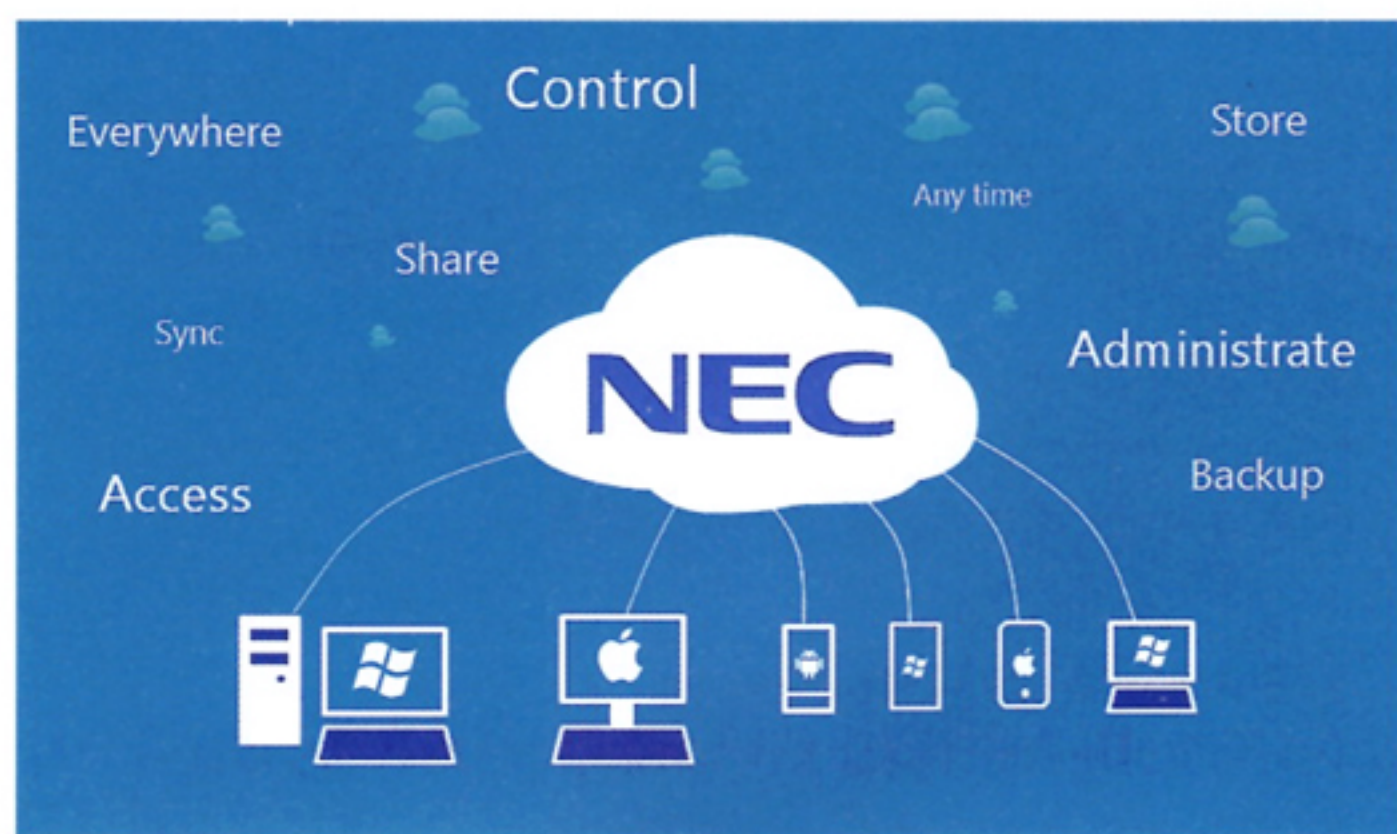 Control
Everywhere
Store
Any time
Share
Sync
Administrate
NEC
Access
Backup